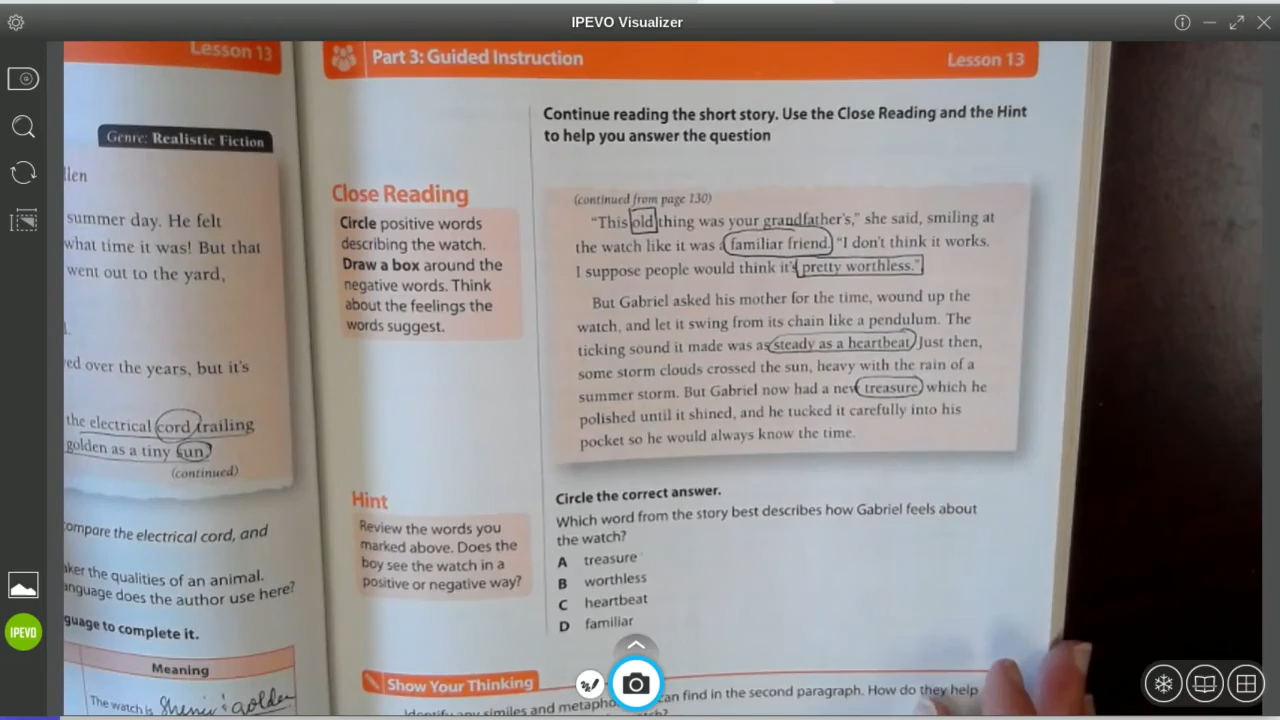 IPEVO Visualizer
Lesson 13
Genre: Realistic Fiction
llen
summer day. He felt
what time it was! But that
went out to the yard,
ed over the years, but it's
the electrical cord trailing
golden as a tiny sun
(continued)
compare the electrical cord, and
the qualities of an animal.
language does the author use here?
guage to complete it.
Meaning
The watch is shiny & golden
Part 3: Guided Instruction
Lesson 13
Continue reading the short story. Use the Close Reading and the Hint
to help you answer the question
Close Reading
Circle positive words
describing the watch.
Draw a box around the
negative words. Think
about the feelings the
words suggest.
(continued from page 130)
"This old thing was your grandfather's," she said, smiling at
the watch like it was a familiar friend. "I don't think it works.
I suppose people would think it's pretty worthless."
But Gabriel asked his mother for the time, wound up the
watch, and let it swing from its chain like a pendulum. The
ticking sound it made was as steady as a heartbeat. Just then,
some storm clouds crossed the sun, heavy with the rain of a
summer storm. But Gabriel now had a new treasure, which he
polished until it shined, and he tucked it carefully into his
pocket so he would always know the time.
Hint
Review the words you
marked above. Does the
boy see the watch in a
positive or negative way?
Circle the correct answer.
Which word from the story best describes how Gabriel feels about
the watch?
A treasure
B worthless
C heartbeat
D familiar
Show Your Thinking
Identify any similes and metaphors can find in the second paragraph. How do they help
IPEVO